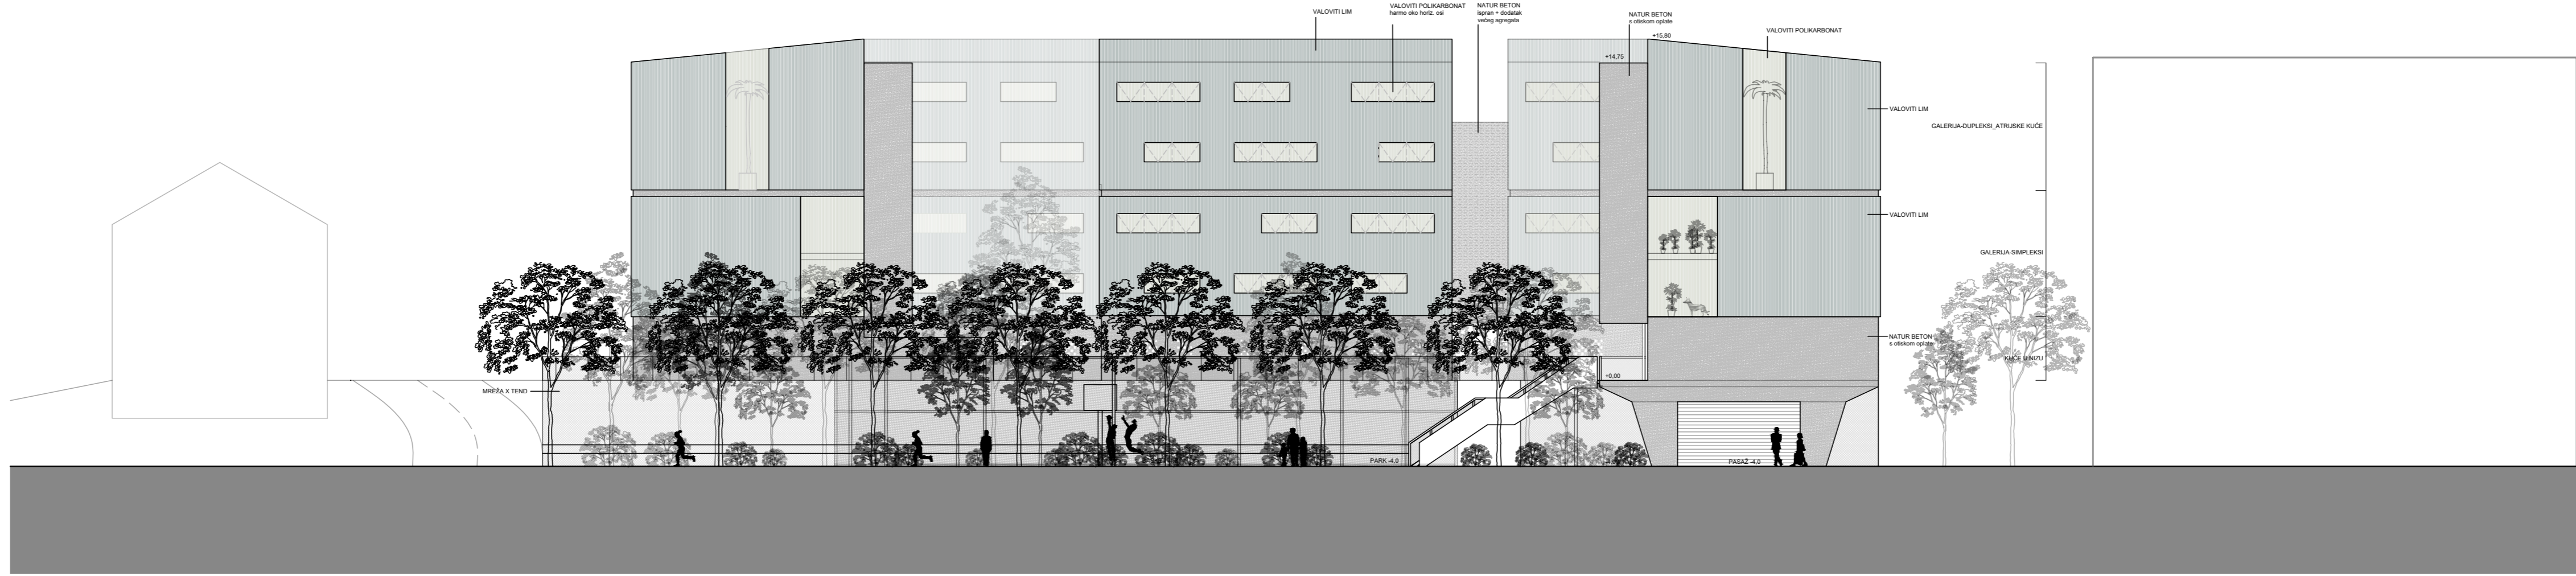 VALOVITI LIM
VALOVITI POLIKARBONAT
harmo oko horiz. osi
NATUR BETON
ispran + dodatak
većeg agregata
NATUR BETON
s otiskom oplate
VALOVITI POLIKARBONAT
+15,80
+14,75
VALOVITI LIM
GALERIJA-DUPLEKSI_ATRIJSKE KUĆE
VALOVITI LIM
GALERIJA-SIMPLEKSI
NATUR BETON
s otiskom oplate
KUĆE U NIZU
+0,00
MREŽA X TEND
PARK -4,0
PASAŽ -4,0